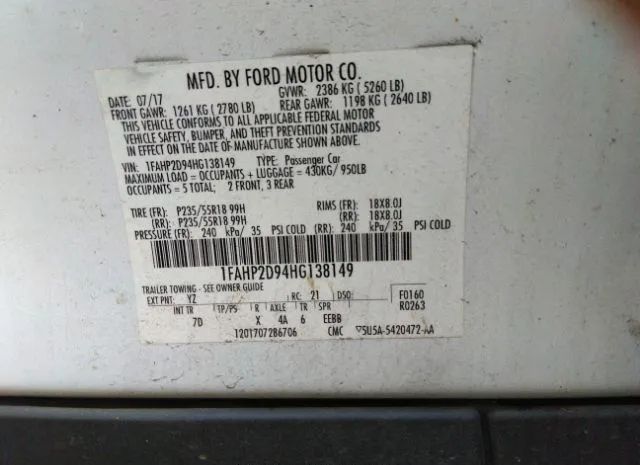 MFD. BY FORD MOTOR CO.
DATE: 07/17 GVWR: 2386 KG ( 5260 LB)
FRONT GAWR: 1261 KG ( 2780 LB) REAR GAWR: 1198 KG ( 2640 LB)
THIS VEHICLE CONFORMS TO ALL APPLICABLE FEDERAL MOTOR
VEHICLE SAFETY, BUMPER, AND THEFT PREVENTION STANDARDS
IN EFFECT ON THE DATE OF MANUFACTURE SHOWN ABOVE.
VIN: 1FAHP2D94HG138149 TYPE: Passenger Car
MAXIMUM LOAD = OCCUPANTS + LUGGAGE = 430KG/ 950LB
OCCUPANTS = 5 TOTAL; 2 FRONT, 3 REAR
TIRE (FR): P235/55R18 99H RIMS (FR): 18X8.0J
(RR): P235/55R18 99H (RR): 18X8.0J
PRESSURE (FR): 240 kPa/ 35 PSI COLD (RR): 240 kPa/ 35 PSI COLD
1FAHP2D94HG138149
TRAILER TOWING - SEE OWNER GUIDE
EXT PNT: YZ RC: 21 DSO: F0160
INT TR TP/PS R AXLE TR SPR R0263
7D X 4A 6 EEBB
1201707286706 CMC 5U5A-5420472-AA